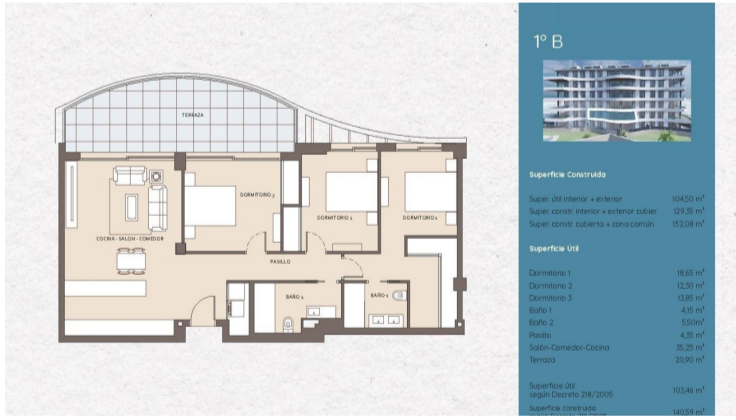 TERRAZA
DORMITORIO 3
DORMITORIO 2
DORMITORIO 1
COCINA - SALON - COMEDOR
PASILLO
BAÑO 2
BAÑO 1
1º B
Superficie Construida
Super. útil interior + exterior 104,50 m²
Super. constr. interior + exterior cubier. 129,35 m²
Super. constr. cubierta + zona común 152,08 m²
Superficie Útil
Dormitorio 1 18,65 m²
Dormitorio 2 12,30 m²
Dormitorio 3 13,85 m²
Baño 1 4,15 m²
Baño 2 5,50m²
Pasillo 4,35 m²
Salón-Comedor-Cocina 35,25 m²
Terraza 20,90 m²
Superficie útil
según Decreto 218/2005 103,46 m²
Superficie construida 140,59 m²